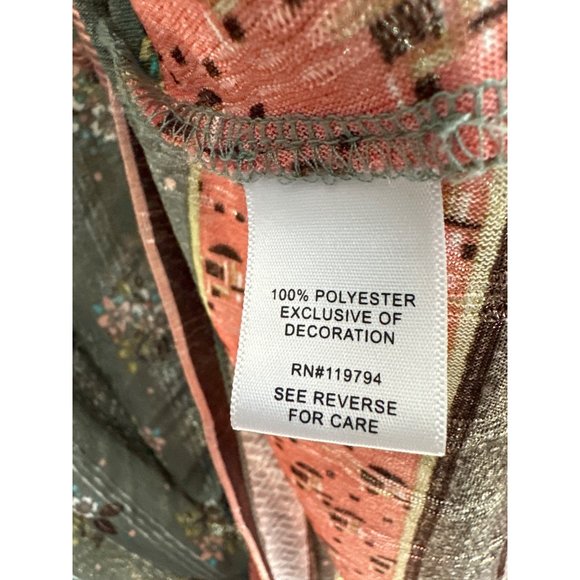 100% POLYESTER
EXCLUSIVE OF
DECORATION
RN#119794
SEE REVERSE
FOR CARE